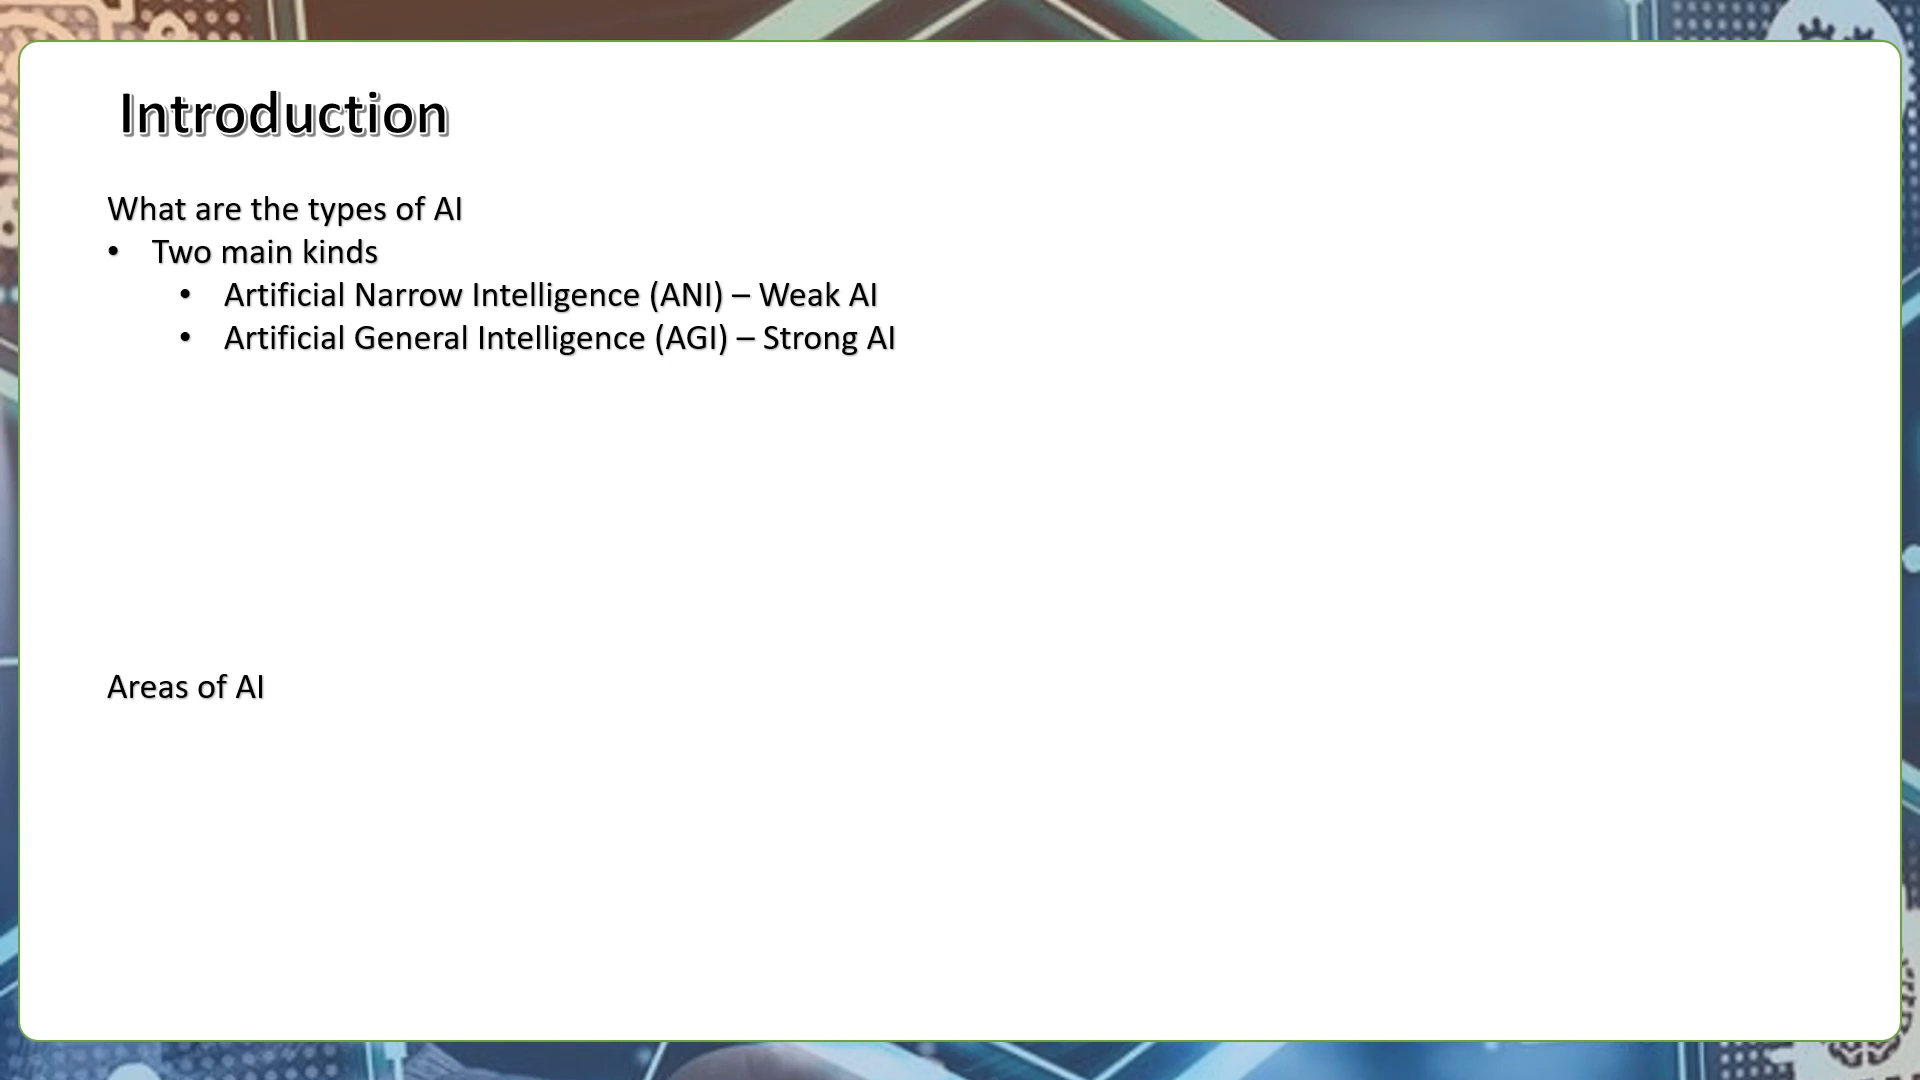 Introduction
What are the types of AI
• Two main kinds
• Artificial Narrow Intelligence (ANI) – Weak AI
• Artificial General Intelligence (AGI) – Strong AI
Areas of AI